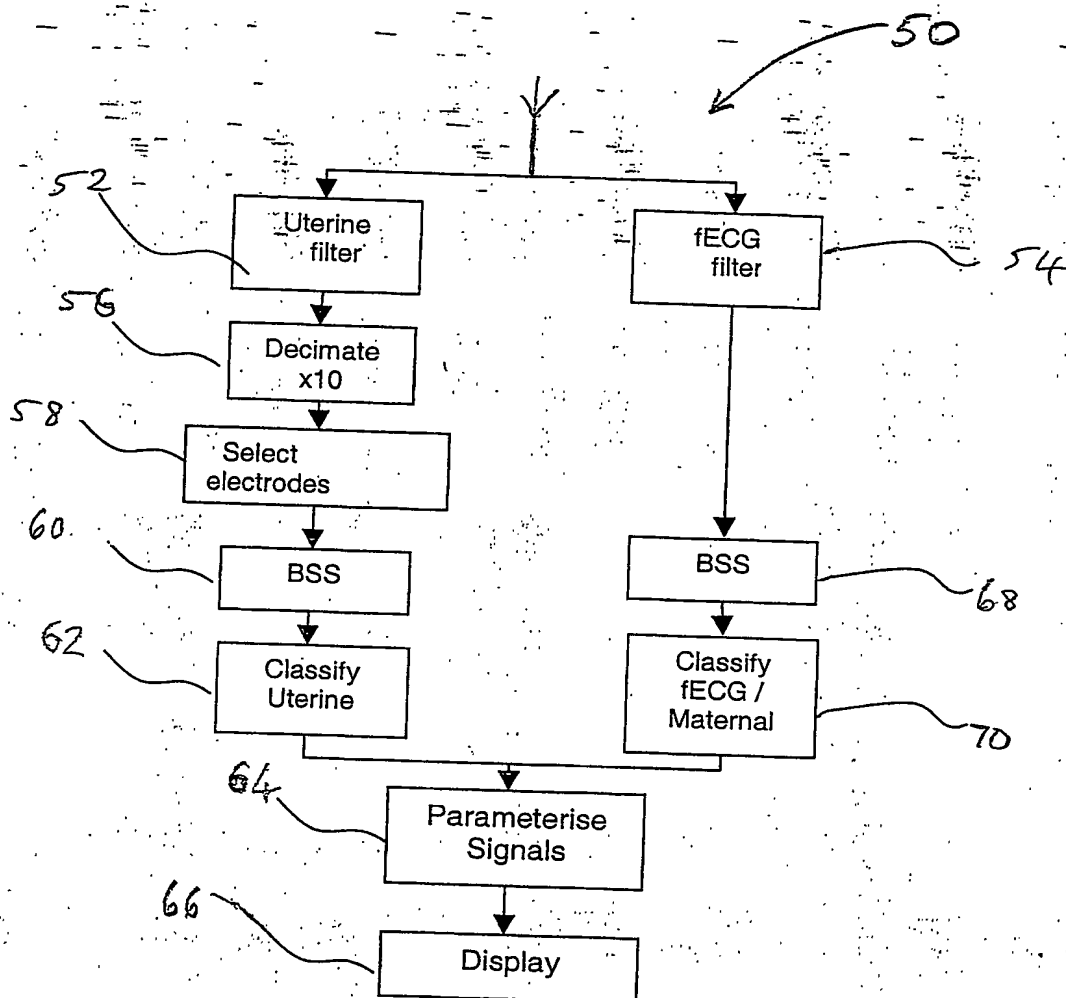 50
52
Uterine
filter
fECG
filter
54
56
Decimate
x10
58
Select
electrodes
60
BSS
BSS
68
62
Classify
Uterine
Classify
fECG /
Maternal
70
64
Parameterise
Signals
66
Display